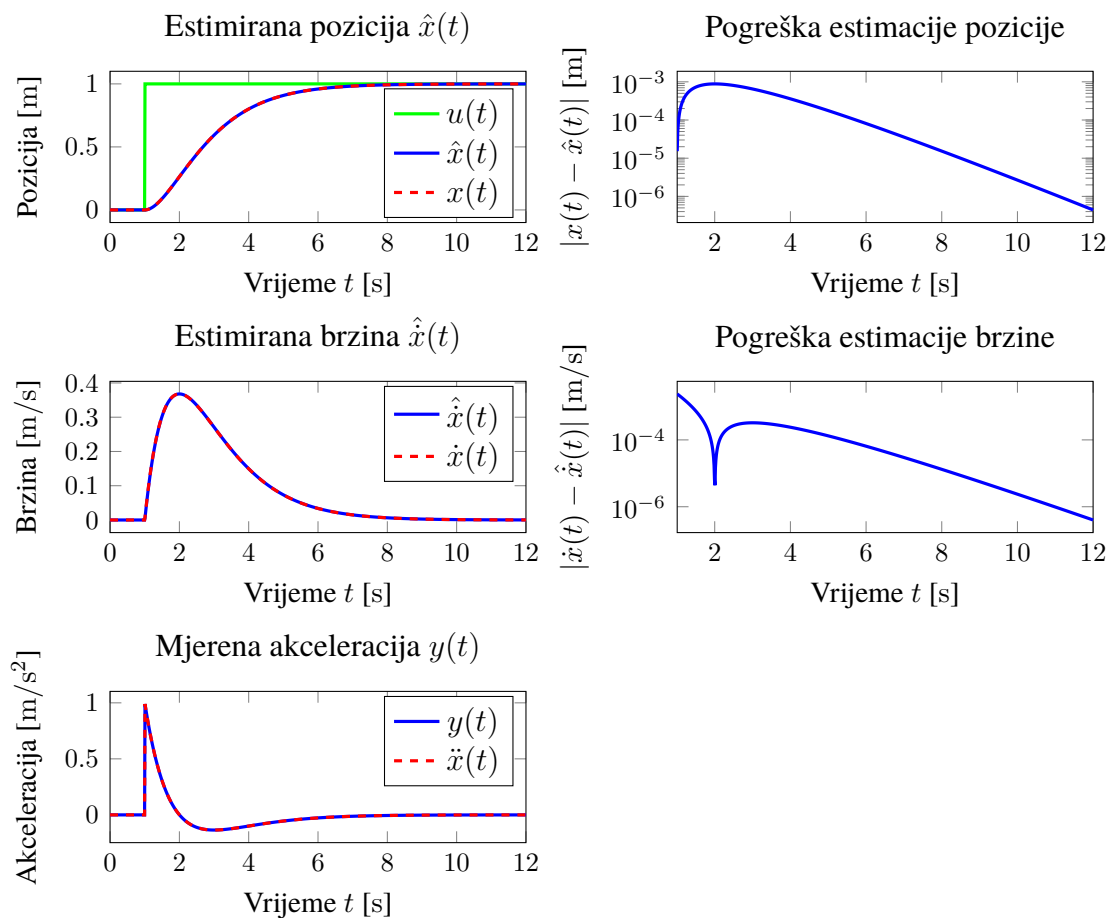 Estimirana pozicija x̂(t)
Pozicija [m]
1
0.5
0
u(t)
x̂(t)
x(t)
0 2 4 6 8 10 12
Vrijeme t [s]
Pogreška estimacije pozicije
|x(t) − x̂(t)| [m]
10⁻³
10⁻⁴
10⁻⁵
10⁻⁶
2 4 6 8 10 12
Vrijeme t [s]
Estimirana brzina ẋ̂(t)
Brzina [m/s]
0.4
0.3
0.2
0.1
0
ẋ̂(t)
ẋ(t)
0 2 4 6 8 10 12
Vrijeme t [s]
Pogreška estimacije brzine
|ẋ(t) − ẋ̂(t)| [m/s]
10⁻⁴
10⁻⁶
2 4 6 8 10 12
Vrijeme t [s]
Mjerena akceleracija y(t)
Akceleracija [m/s²]
1
0.5
0
y(t)
ẍ(t)
0 2 4 6 8 10 12
Vrijeme t [s]